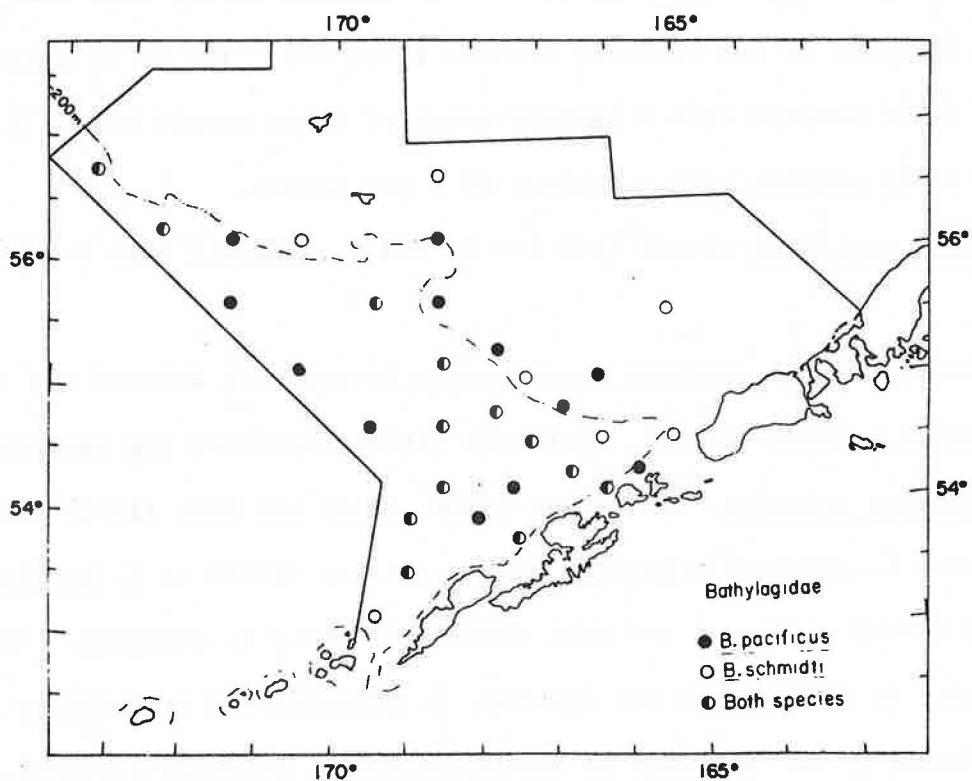 170° 165°
-200m
56° 56°
54° 54°
Bathylagidae
B. pacificus
B. schmidti
Both species
170° 165°